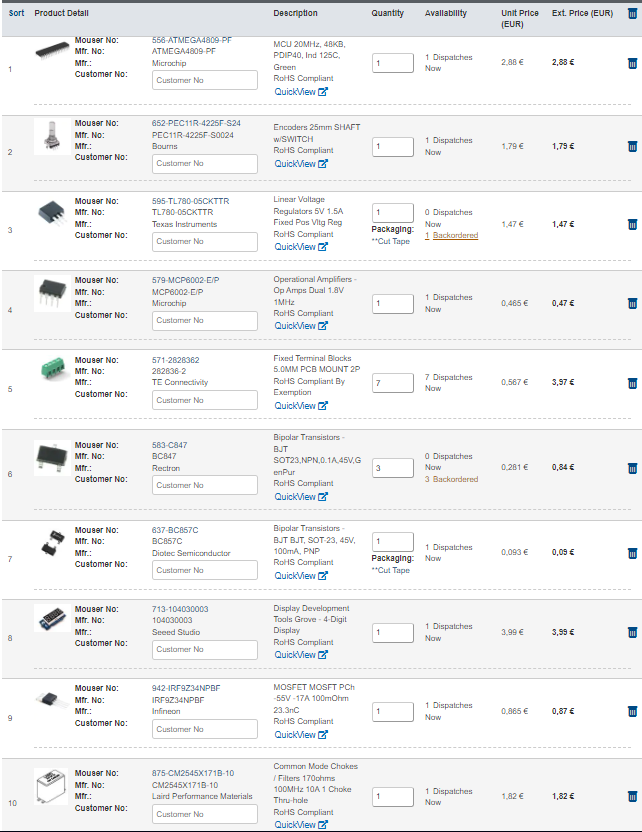 Sort Product Detail Description Quantity Availability Unit Price (EUR) Ext. Price (EUR)
1
Mouser No: 556-ATMEGA4809-PF
Mfr. No: ATMEGA4809-PF
Mfr.: Microchip
Customer No: Customer No
MCU 20MHz, 48KB,
PDIP40, Ind 125C,
Green
RoHS Compliant
QuickView
1
1 Dispatches
Now
2,88 €
2,88 €
2
Mouser No: 652-PEC11R-4225F-S24
Mfr. No: PEC11R-4225F-S0024
Mfr.: Bourns
Customer No: Customer No
Encoders 25mm SHAFT
w/SWITCH
RoHS Compliant
QuickView
1
1 Dispatches
Now
1,79 €
1,79 €
3
Mouser No: 595-TL780-05CKTTR
Mfr. No: TL780-05CKTTR
Mfr.: Texas Instruments
Customer No: Customer No
Linear Voltage
Regulators 5V 1.5A
Fixed Pos Vltg Reg
RoHS Compliant
QuickView
1
Packaging:
**Cut Tape
0 Dispatches
Now
1 Backordered
1,47 €
1,47 €
4
Mouser No: 579-MCP6002-E/P
Mfr. No: MCP6002-E/P
Mfr.: Microchip
Customer No: Customer No
Operational Amplifiers -
Op Amps Dual 1.8V
1MHz
RoHS Compliant
QuickView
1
1 Dispatches
Now
0,465 €
0,47 €
5
Mouser No: 571-2828362
Mfr. No: 282836-2
Mfr.: TE Connectivity
Customer No: Customer No
Fixed Terminal Blocks
5.0MM PCB MOUNT 2P
RoHS Compliant By
Exemption
QuickView
7
7 Dispatches
Now
0,567 €
3,97 €
6
Mouser No: 583-C847
Mfr. No: BC847
Mfr.: Rectron
Customer No: Customer No
Bipolar Transistors -
BJT
SOT23,NPN,0.1A,45V,G
enPur
RoHS Compliant
QuickView
3
0 Dispatches
Now
3 Backordered
0,281 €
0,84 €
7
Mouser No: 637-BC857C
Mfr. No: BC857C
Mfr.: Diotec Semiconductor
Customer No: Customer No
Bipolar Transistors -
BJT BJT, SOT-23, 45V,
100mA, PNP
RoHS Compliant
QuickView
1
Packaging:
**Cut Tape
1 Dispatches
Now
0,093 €
0,09 €
8
Mouser No: 713-104030003
Mfr. No: 104030003
Mfr.: Seeed Studio
Customer No: Customer No
Display Development
Tools Grove - 4-Digit
Display
RoHS Compliant
QuickView
1
1 Dispatches
Now
3,99 €
3,99 €
9
Mouser No: 942-IRF9Z34NPBF
Mfr. No: IRF9Z34NPBF
Mfr.: Infineon
Customer No: Customer No
MOSFET MOSFT PCh
-55V -17A 100mOhm
23.3nC
RoHS Compliant
QuickView
1
1 Dispatches
Now
0,865 €
0,87 €
10
Mouser No: 875-CM2545X171B-10
Mfr. No: CM2545X171B-10
Mfr.: Laird Performance Materials
Customer No: Customer No
Common Mode Chokes
/ Filters 170ohms
100MHz 10A 1 Choke
Thru-hole
RoHS Compliant
QuickView
1
1 Dispatches
Now
1,82 €
1,82 €